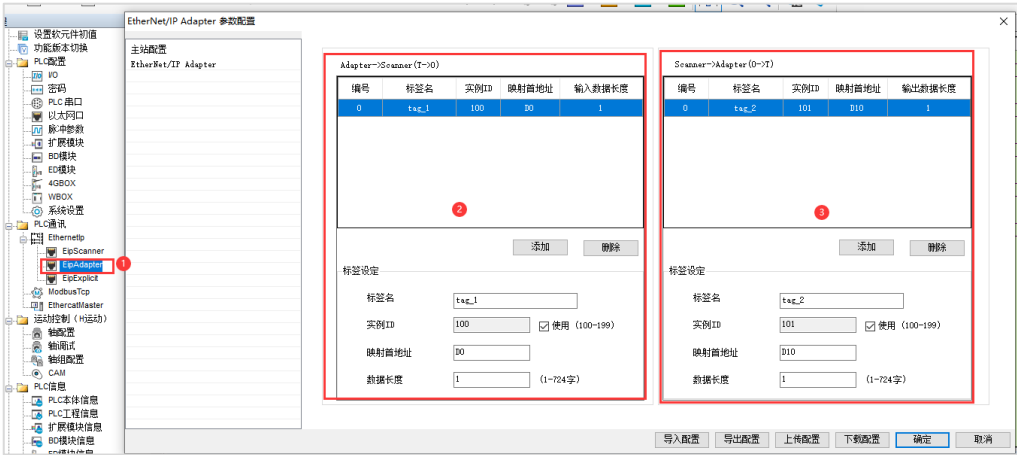 设置软元件初值
功能版本切换
PLC配置
I/O
密码
PLC 串口
以太网口
脉冲参数
扩展模块
BD模块
ED模块
4GBOX
WBOX
系统设置
PLC通讯
EthernetIp
EipScanner
EipAdapter
EipExplicit
ModbusTcp
EthercatMaster
运动控制（H运动）
轴配置
轴调试
轴组配置
CAM
PLC信息
PLC本体信息
PLC工程信息
扩展模块信息
BD模块信息
ED模块信息
1
EtherNet/IP Adapter 参数配置
主站配置
EtherNet/IP Adapter
Adapter->Scanner(T->O)
编号 标签名 实例ID 映射首地址 输入数据长度
0 tag_1 100 D0 1
2
添加 删除
标签设定
标签名 tag_1
实例ID 100 使用 (100-199)
映射首地址 D0
数据长度 1 (1-724字)
Scanner->Adapter(O->T)
编号 标签名 实例ID 映射首地址 输出数据长度
0 tag_2 101 D10 1
3
添加 删除
标签设定
标签名 tag_2
实例ID 101 使用 (100-199)
映射首地址 D10
数据长度 1 (1-724字)
导入配置 导出配置 上传配置 下载配置 确定 取消